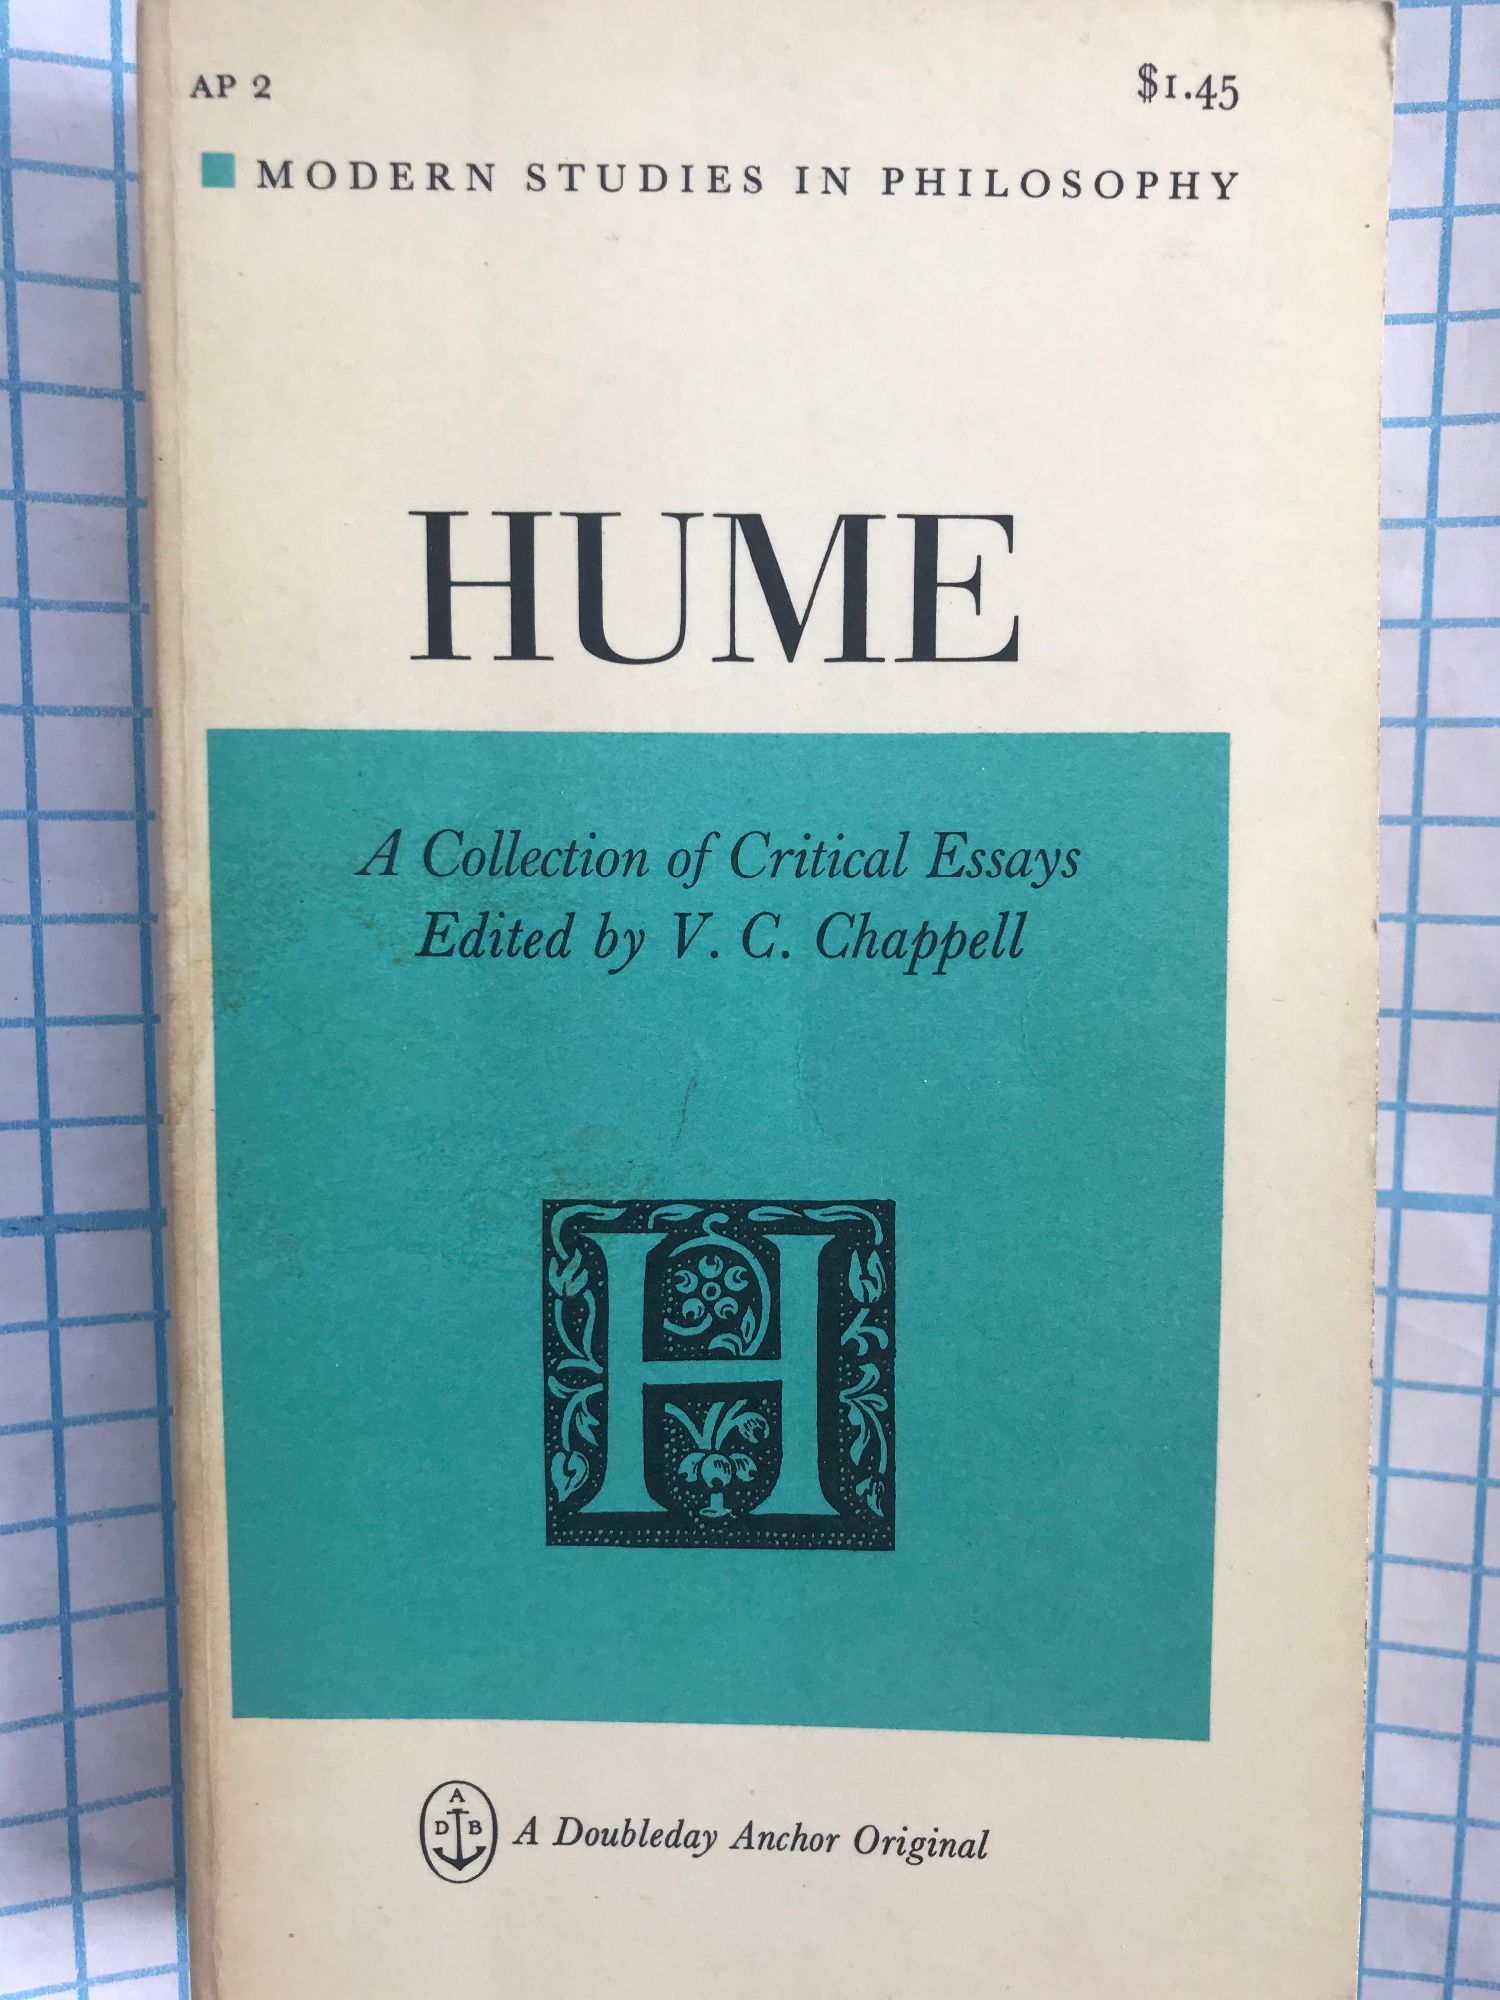 AP 2 $1.45
MODERN STUDIES IN PHILOSOPHY
HUME
A Collection of Critical Essays
Edited by V. C. Chappell
H
A
D B
A Doubleday Anchor Original